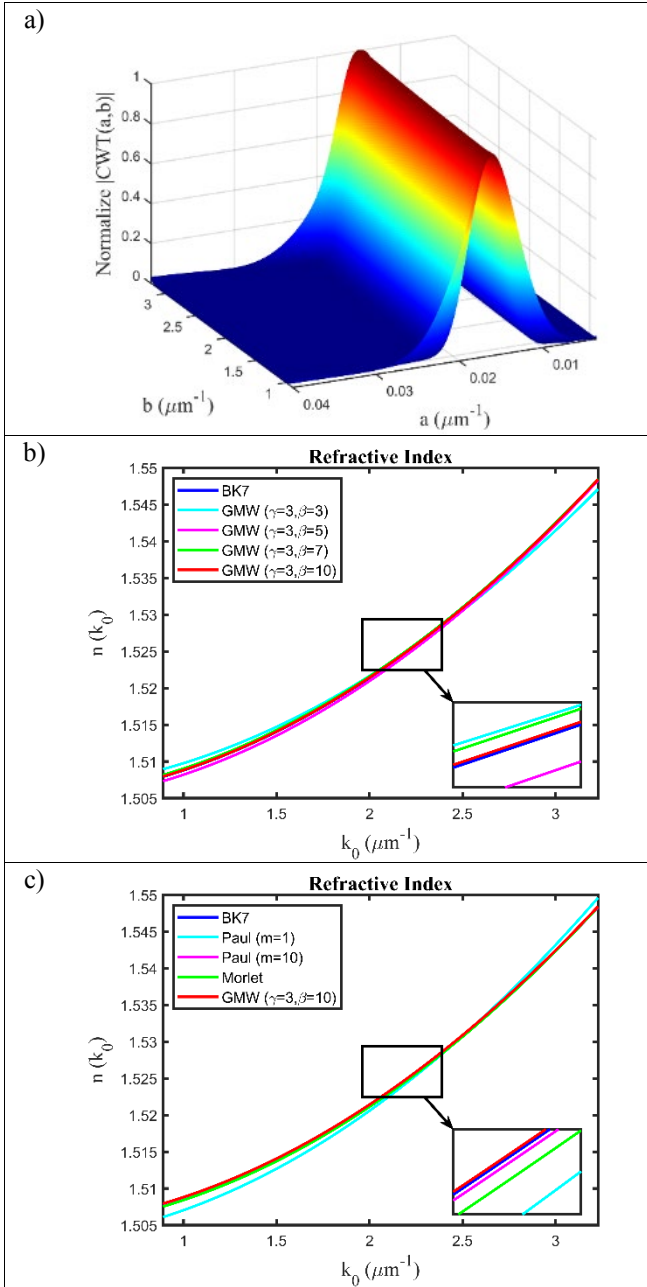 a)
Normalize |CWT(a,b)|
1
0.8
0.6
0.4
0.2
0
3
2.5
2
1.5
1
b (μm⁻¹)
0.04
0.03
0.02
0.01
a (μm⁻¹)
b)
Refractive Index
n (k₀)
1.55
1.545
1.54
1.535
1.53
1.525
1.52
1.515
1.51
1.505
BK7
GMW (γ=3,β=3)
GMW (γ=3,β=5)
GMW (γ=3,β=7)
GMW (γ=3,β=10)
1
1.5
2
2.5
3
k₀ (μm⁻¹)
c)
Refractive Index
n (k₀)
1.55
1.545
1.54
1.535
1.53
1.525
1.52
1.515
1.51
1.505
BK7
Paul (m=1)
Paul (m=10)
Morlet
GMW (γ=3,β=10)
1
1.5
2
2.5
3
k₀ (μm⁻¹)